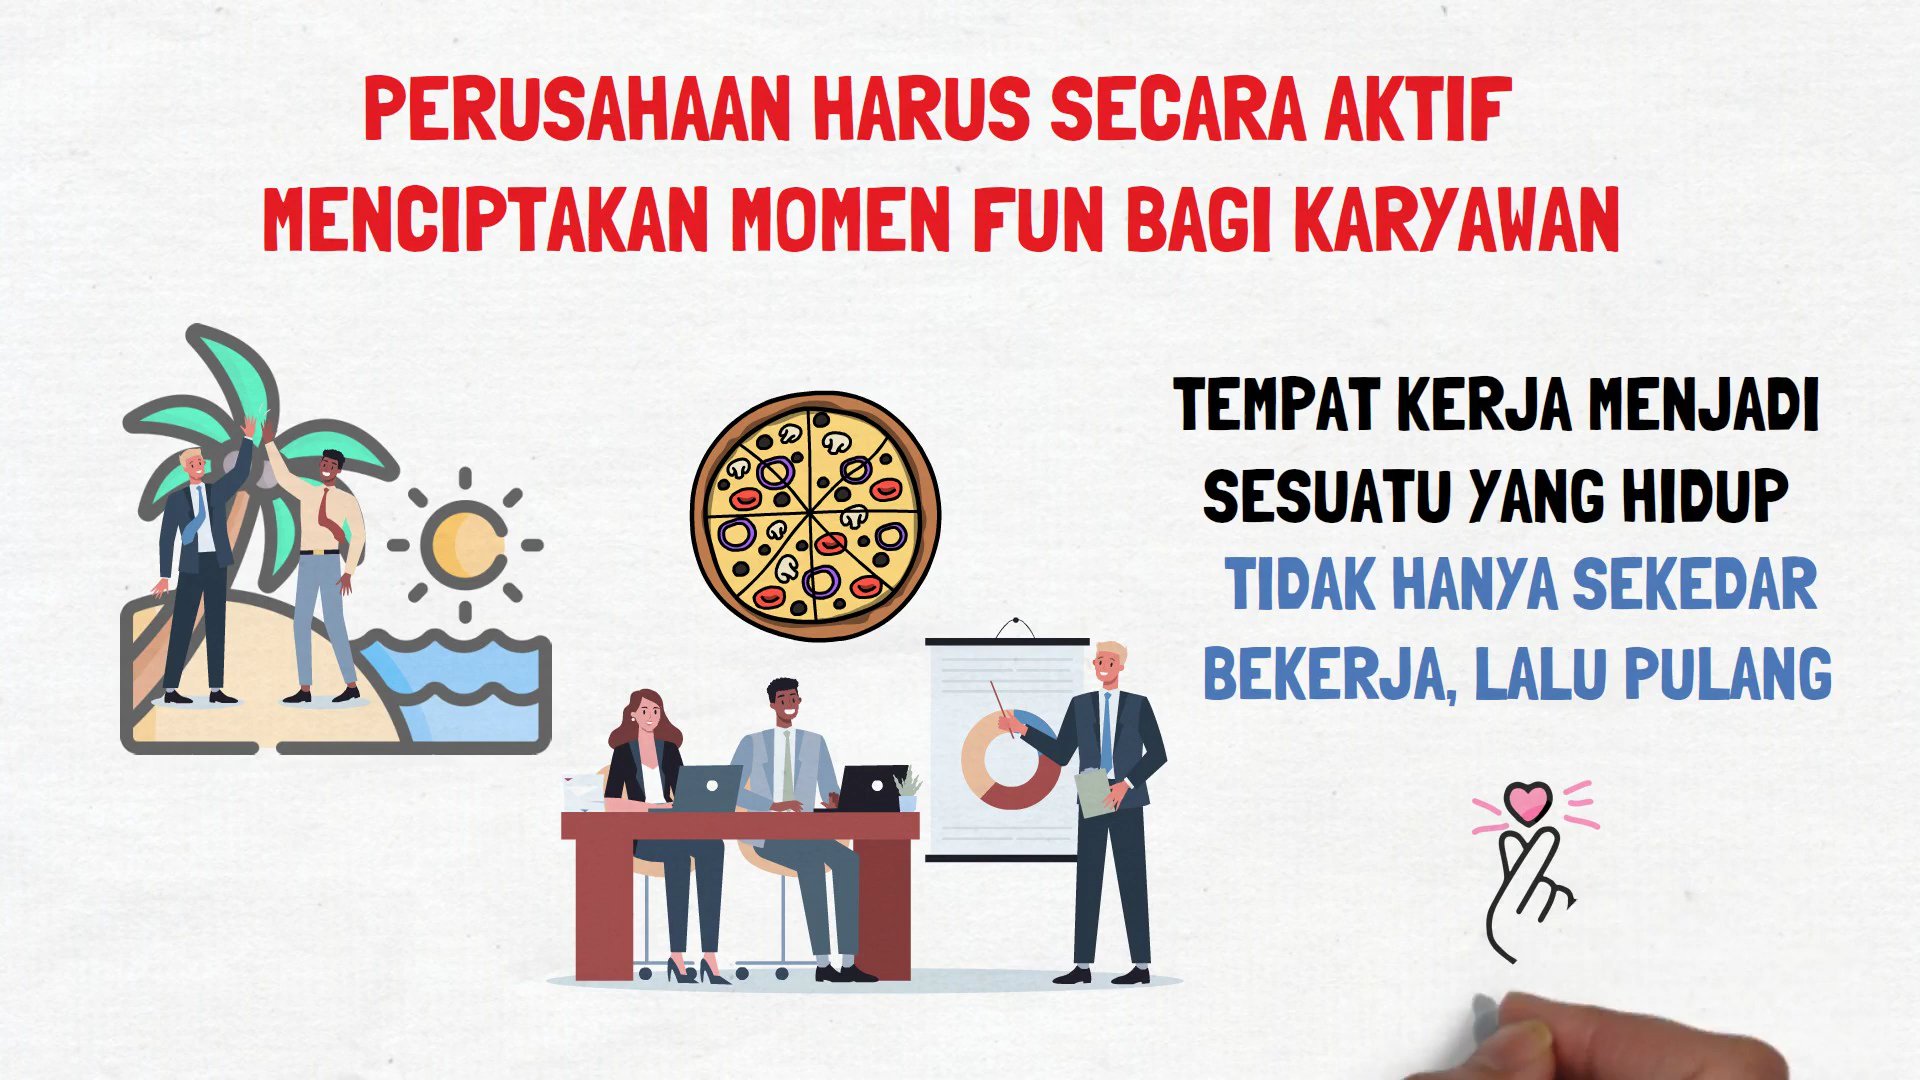 PERUSAHAAN HARUS SECARA AKTIF
MENCIPTAKAN MOMEN FUN BAGI KARYAWAN
TEMPAT KERJA MENJADI
SESUATU YANG HIDUP
TIDAK HANYA SEKEDAR
BEKERJA, LALU PULANG